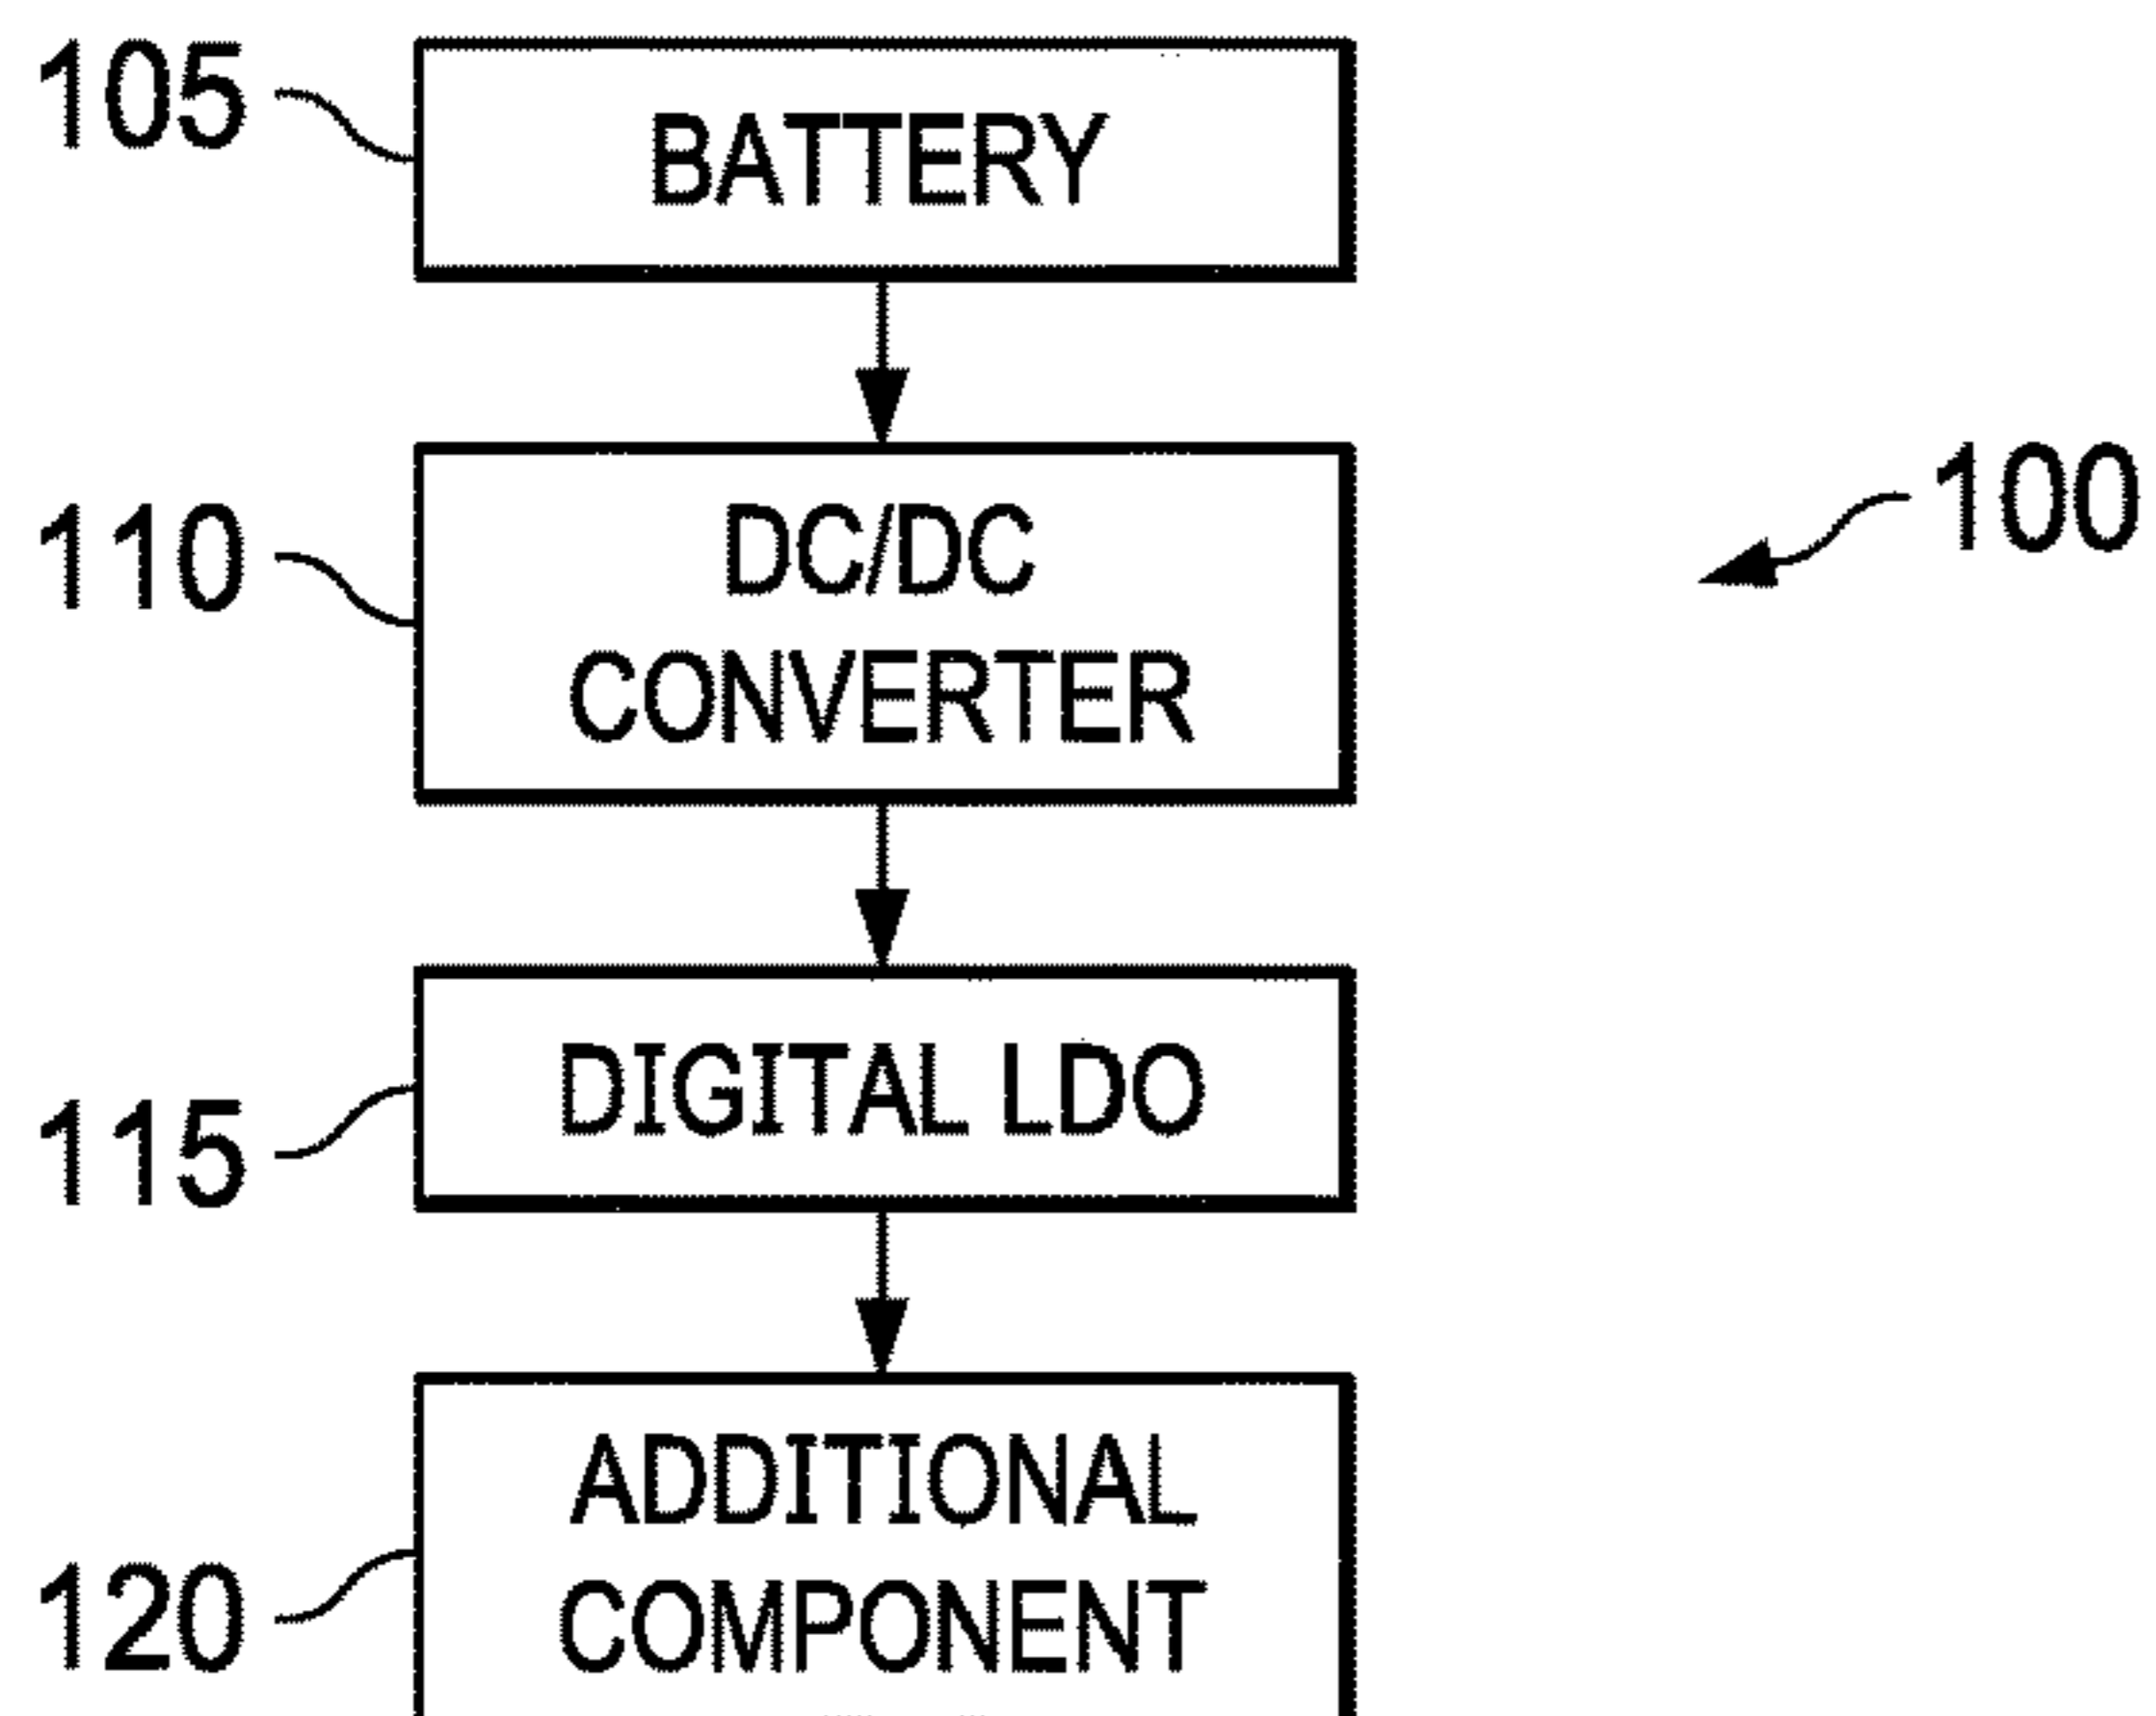 105
BATTERY
110
DC/DC
CONVERTER
100
DIGITAL LDO
115
ADDITIONAL
120
COMPONENT